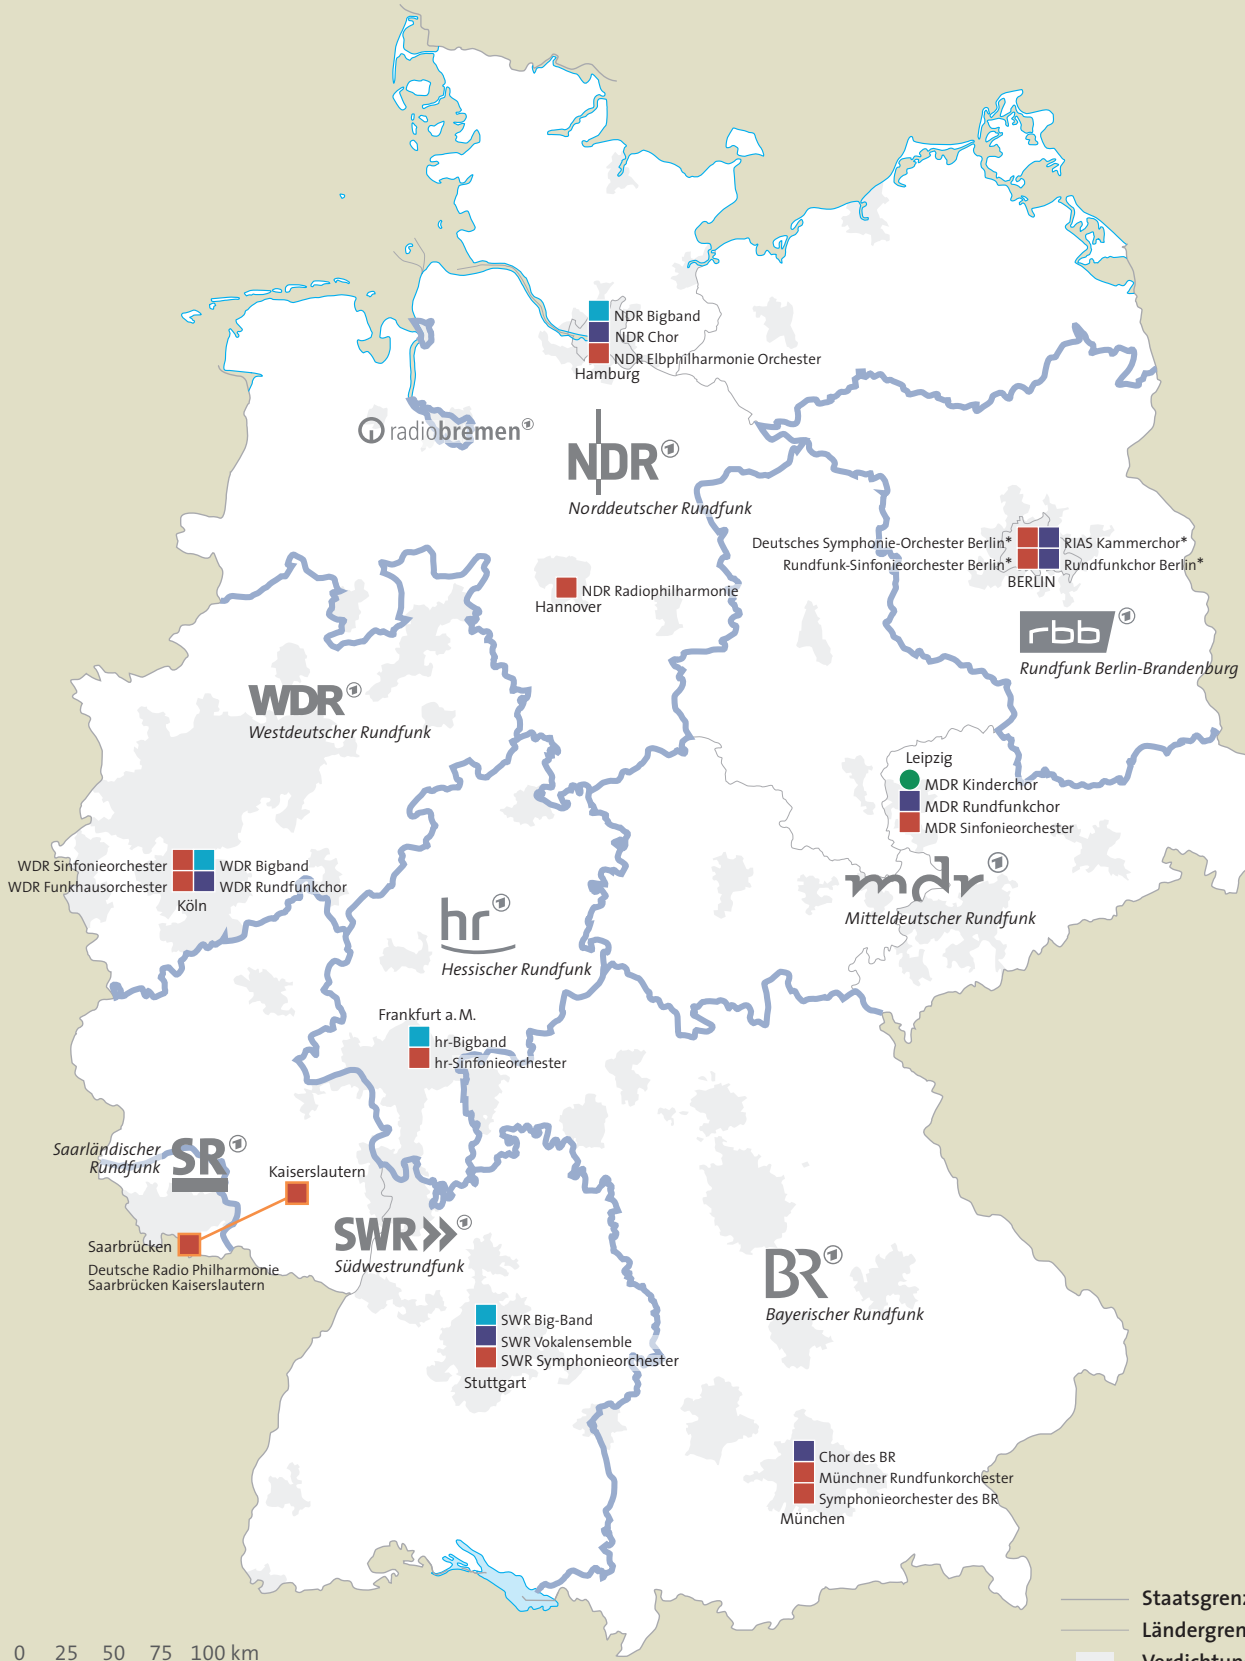 NDR Bigband
NDR Chor
NDR Elbphilharmonie Orchester
Hamburg
radiobremen
NDR
Norddeutscher Rundfunk
Deutsches Symphonie-Orchester Berlin*
RIAS Kammerchor*
Rundfunk-Sinfonieorchester Berlin*
Rundfunkchor Berlin*
BERLIN
NDR Radiophilharmonie
Hannover
rbb
Rundfunk Berlin-Brandenburg
WDR
Westdeutscher Rundfunk
Leipzig
MDR Kinderchor
MDR Rundfunkchor
MDR Sinfonieorchester
WDR Sinfonieorchester
WDR Bigband
WDR Funkhausorchester
WDR Rundfunkchor
Köln
mdr
Mitteldeutscher Rundfunk
hr
Hessischer Rundfunk
Frankfurt a. M.
hr-Bigband
hr-Sinfonieorchester
Saarländischer
Rundfunk
SR
Kaiserslautern
SWR
Südwestrundfunk
Saarbrücken
Deutsche Radio Philharmonie
Saarbrücken Kaiserslautern
BR
Bayerischer Rundfunk
SWR Big-Band
SWR Vokalensemble
SWR Symphonieorchester
Stuttgart
Chor des BR
Münchner Rundfunkorchester
Symphonieorchester des BR
München
Staatsgren
Ländergren
0 25 50 75 100 km